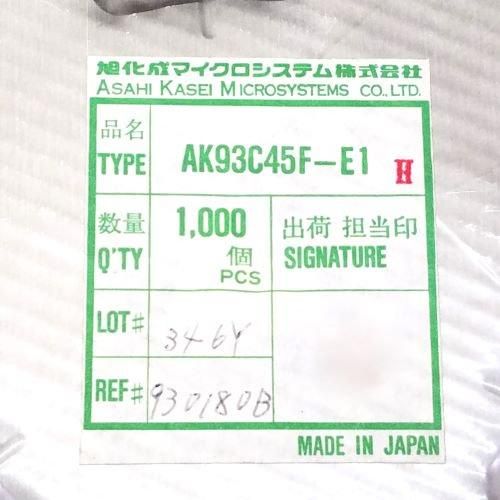 旭化成マイクロシステム株式会社
ASAHI KASEI MICROSYSTEMS CO., LTD.
品名
TYPE AK93C45F-E1 H
数量 1,000 個 出荷 担当印
Q'TY PCS SIGNATURE
LOT# 346Y
REF# 930180B
MADE IN JAPAN